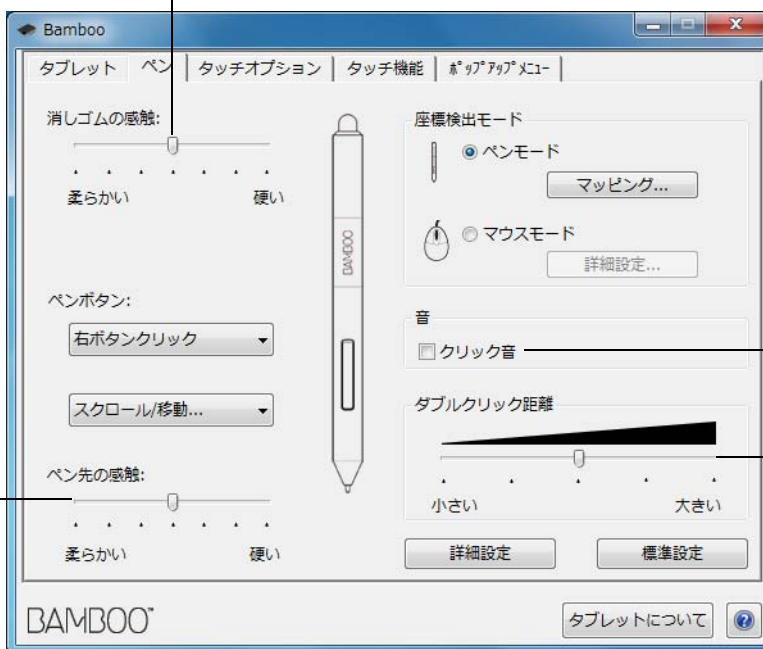 Bamboo
タブレット ペン タッチオプション タッチ機能 ﾎﾟｯﾌﾟｱｯﾌﾟﾒﾆｭｰ
消しゴムの感触:
柔らかい 硬い
ペンボタン:
右ボタンクリック
スクロール/移動...
ペン先の感触:
柔らかい 硬い
BAMBOO
座標検出モード
ペンモード
マッピング...
マウスモード
詳細設定...
音
クリック音
ダブルクリック距離
小さい 大きい
詳細設定 標準設定
BAMBOO™ タブレットについて ?